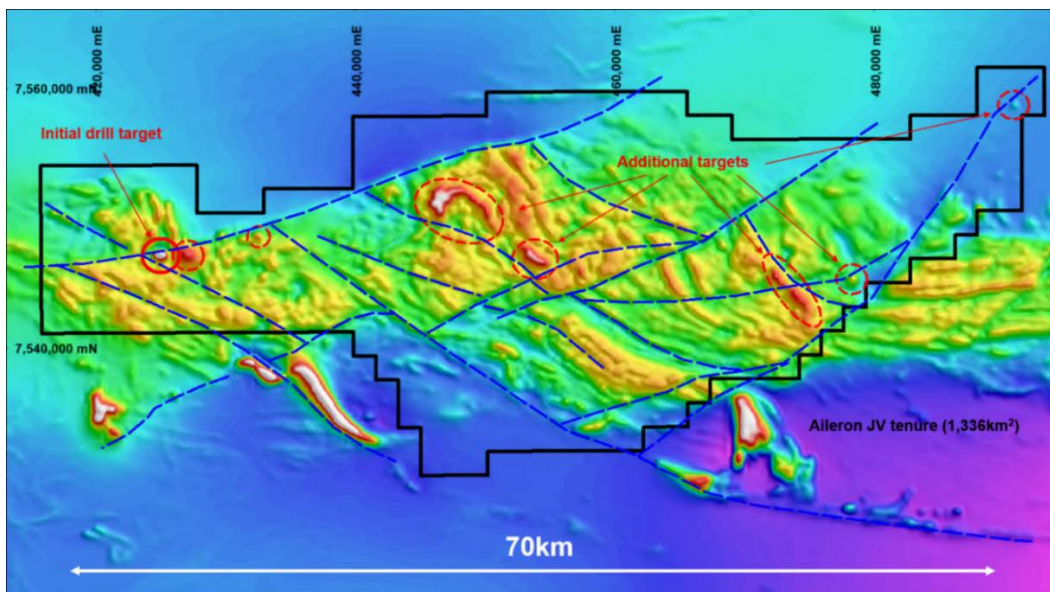 420,000 mE
440,000 mE
460,000 mE
480,000 mE
7,560,000 mN
Initial drill target
Additional targets
7,540,000 mN
Aileron JV tenure (1,336km²)
70km